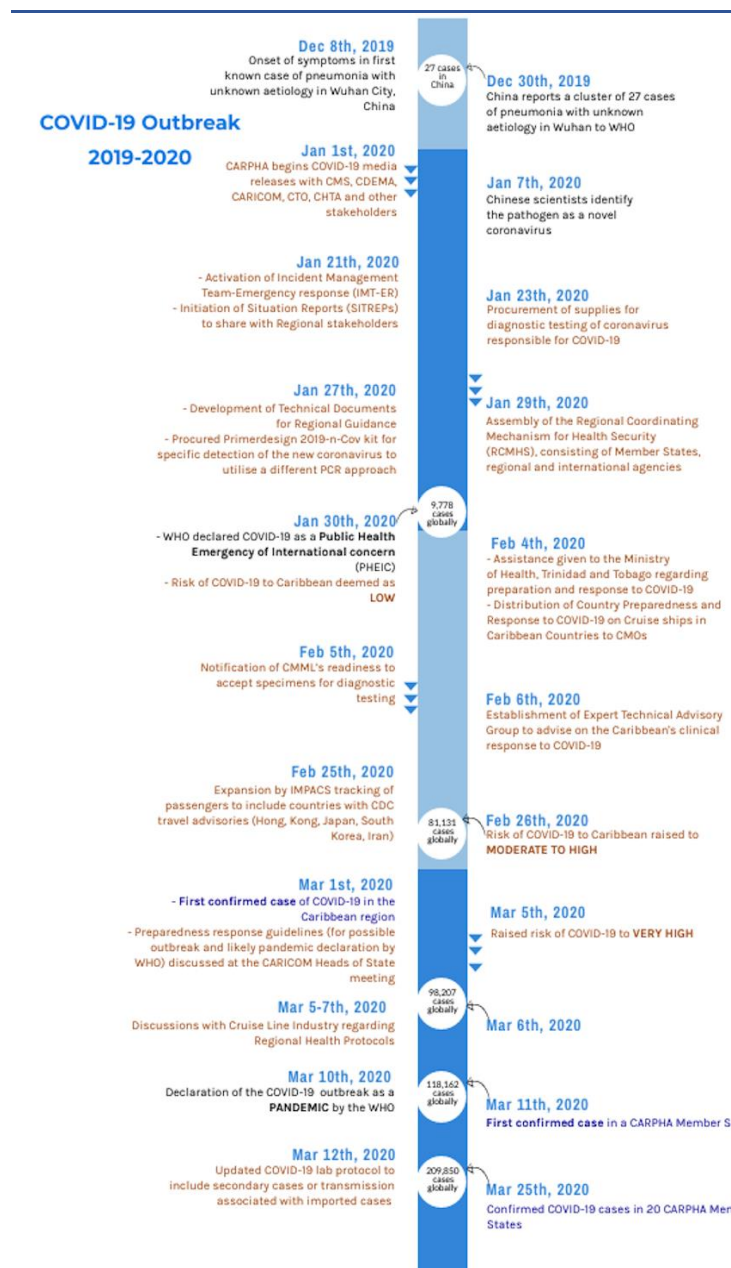 Dec 8th, 2019
Onset of symptoms in first
known case of pneumonia with
unknown aetiology in Wuhan City,
China
27 cases
in
China
Dec 30th, 2019
China reports a cluster of 27 cases
of pneumonia with unknown
aetiology in Wuhan to WHO
COVID-19 Outbreak
2019-2020
Jan 1st, 2020
CARPHA begins COVID-19 media
releases with CMS, CDEMA,
CARICOM, CTO, CHTA and other
stakeholders
Jan 7th, 2020
Chinese scientists identify
the pathogen as a novel
coronavirus
Jan 21th, 2020
- Activation of Incident Management
Team-Emergency response (IMT-ER)
- Initiation of Situation Reports (SITREPs)
to share with Regional stakeholders
Jan 23th, 2020
Procurement of supplies for
diagnostic testing of coronavirus
responsible for COVID-19
Jan 27th, 2020
- Development of Technical Documents
for Regional Guidance
- Procured Primerdesign 2019-n-Cov kit for
specific detection of the new coronavirus to
utilise a different PCR approach
Jan 29th, 2020
Assembly of the Regional Coordinating
Mechanism for Health Security
(RCMHS), consisting of Member States,
regional and international agencies
9,778
cases
globally
Jan 30th, 2020
- WHO declared COVID-19 as a Public Health
Emergency of International concern
(PHEIC)
- Risk of COVID-19 to Caribbean deemed as
LOW
Feb 4th, 2020
- Assistance given to the Ministry
of Health, Trinidad and Tobago regarding
preparation and response to COVID-19
- Distribution of Country Preparedness and
Response to COVID-19 on Cruise ships in
Caribbean Countries to CMOs
Feb 5th, 2020
Notification of CMML's readiness to
accept specimens for diagnostic
testing
Feb 6th, 2020
Establishment of Expert Technical Advisory
Group to advise on the Caribbean's clinical
response to COVID-19
Feb 25th, 2020
Expansion by IMPACS tracking of
passengers to include countries with CDC
travel advisories (Hong, Kong, Japan, South
Korea, Iran)
81,131
cases
globally
Feb 26th, 2020
Risk of COVID-19 to Caribbean raised to
MODERATE TO HIGH
Mar 1st, 2020
- First confirmed case of COVID-19 in the
Caribbean region
- Preparedness response guidelines (for possible
outbreak and likely pandemic declaration by
WHO) discussed at the CARICOM Heads of State
meeting
Mar 5th, 2020
Raised risk of COVID-19 to VERY HIGH
98,207
cases
globally
Mar 5-7th, 2020
Discussions with Cruise Line Industry regarding
Regional Health Protocols
Mar 6th, 2020
Mar 10th, 2020
Declaration of the COVID-19 outbreak as a
PANDEMIC by the WHO
118,162
cases
globally
Mar 11th, 2020
First confirmed case in a CARPHA Member S
Mar 12th, 2020
Updated COVID-19 lab protocol to
include secondary cases or transmission
associated with imported cases
209,850
cases
globally
Mar 25th, 2020
Confirmed COVID-19 cases in 20 CARPHA Mem
States